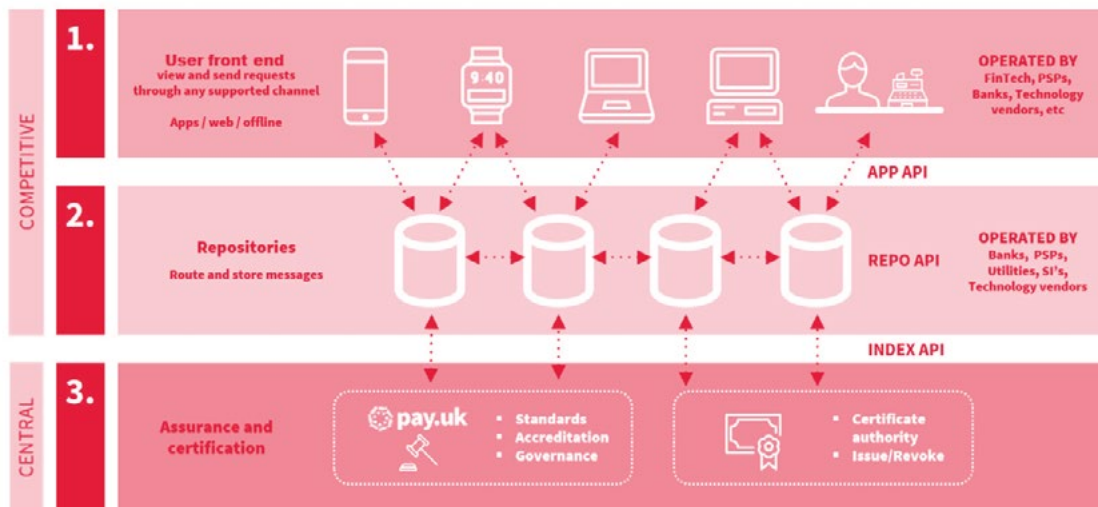 COMPETITIVE
1.
User front end
view and send requests
through any supported channel
Apps / web / offline
9:40
OPERATED BY
FinTech, PSPs,
Banks, Technology
vendors, etc
APP API
2.
Repositories
Route and store messages
REPO API
OPERATED BY
Banks, PSPs,
Utilities, SI's,
Technology vendors
INDEX API
CENTRAL
3.
Assurance and
certification
pay.uk
▪ Standards
▪ Accreditation
▪ Governance
▪ Certificate
authority
▪ Issue/Revoke